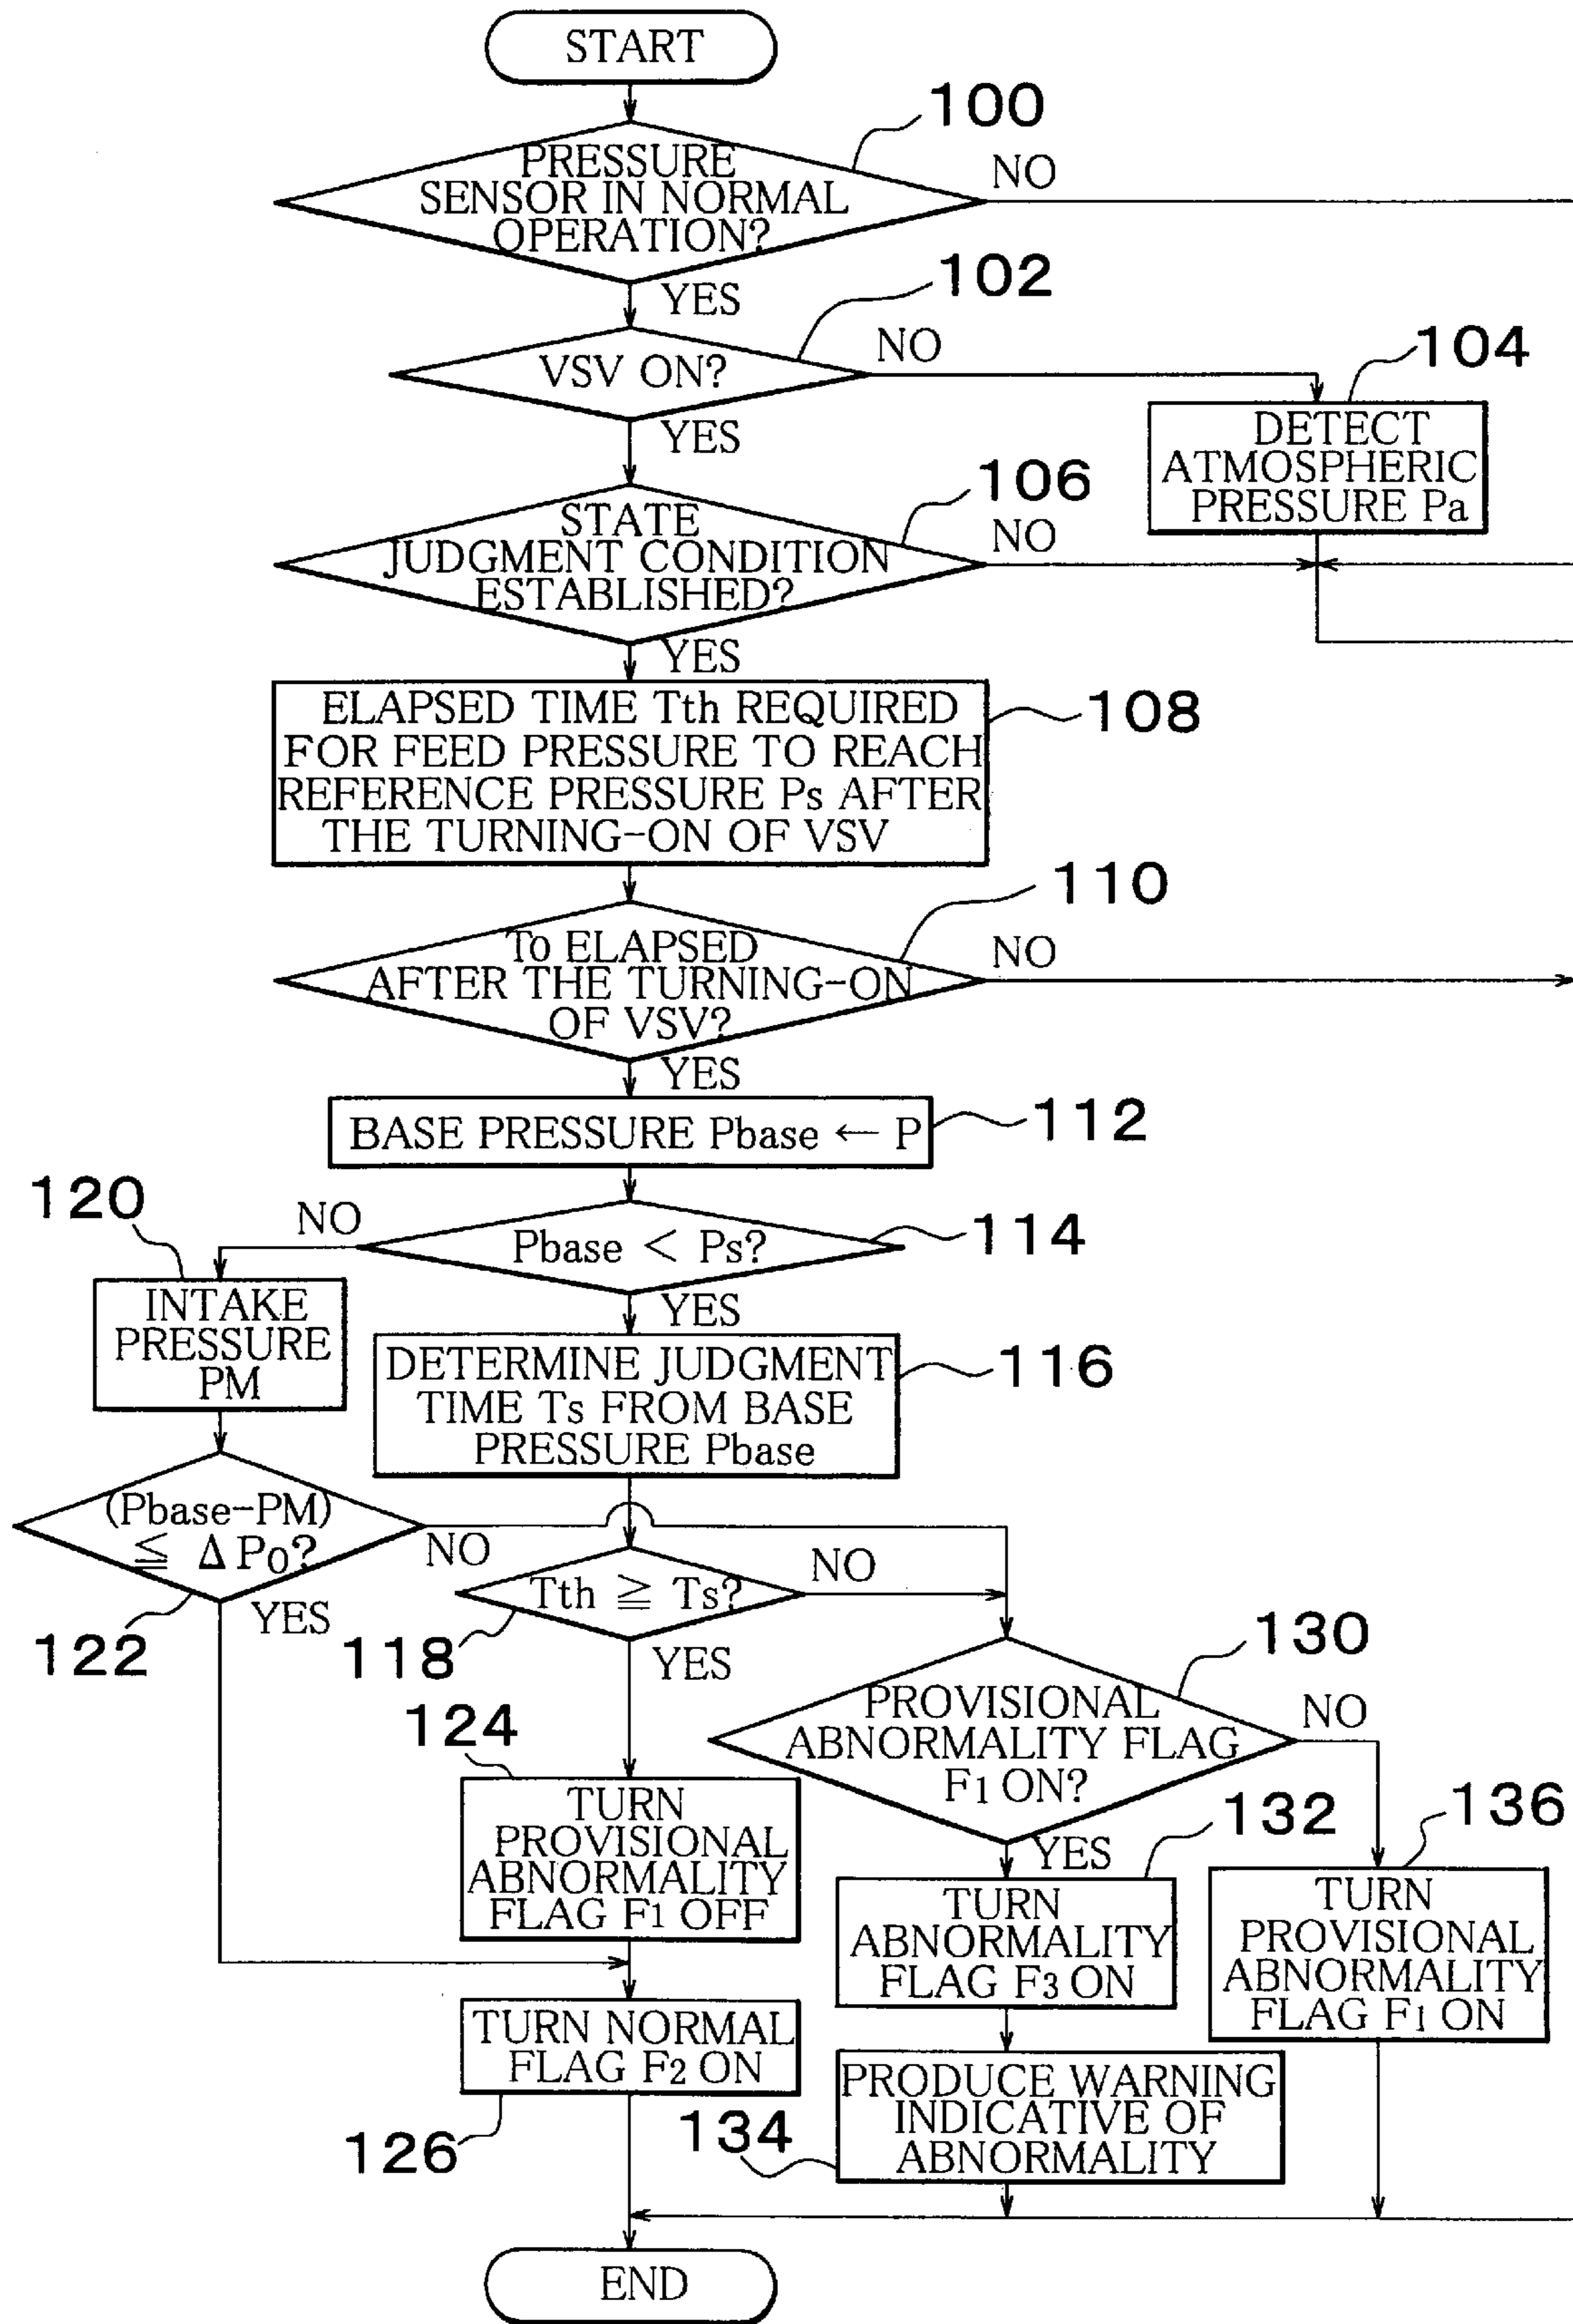 START
100
PRESSURE
SENSOR IN NORMAL
OPERATION?
NO
YES
102
VSV ON?
NO
YES
104
DETECT
ATMOSPHERIC
PRESSURE Pa
106
STATE
JUDGMENT CONDITION
ESTABLISHED?
NO
YES
ELAPSED TIME Tth REQUIRED
FOR FEED PRESSURE TO REACH
REFERENCE PRESSURE Ps AFTER
THE TURNING-ON OF VSV
108
110
To ELAPSED
AFTER THE TURNING-ON
OF VSV?
NO
YES
BASE PRESSURE Pbase ← P
112
120
NO
Pbase < Ps?
114
YES
INTAKE
PRESSURE
PM
DETERMINE JUDGMENT
TIME Ts FROM BASE
PRESSURE Pbase
116
(Pbase-PM)
≦ ΔP0?
NO
YES
122
Tth ≧ Ts?
NO
118
YES
130
PROVISIONAL
ABNORMALITY FLAG
F1 ON?
NO
YES
124
TURN
PROVISIONAL
ABNORMALITY
FLAG F1 OFF
132
TURN
ABNORMALITY
FLAG F3 ON
136
TURN
PROVISIONAL
ABNORMALITY
FLAG F1 ON
TURN NORMAL
FLAG F2 ON
126
PRODUCE WARNING
INDICATIVE OF
ABNORMALITY
134
END